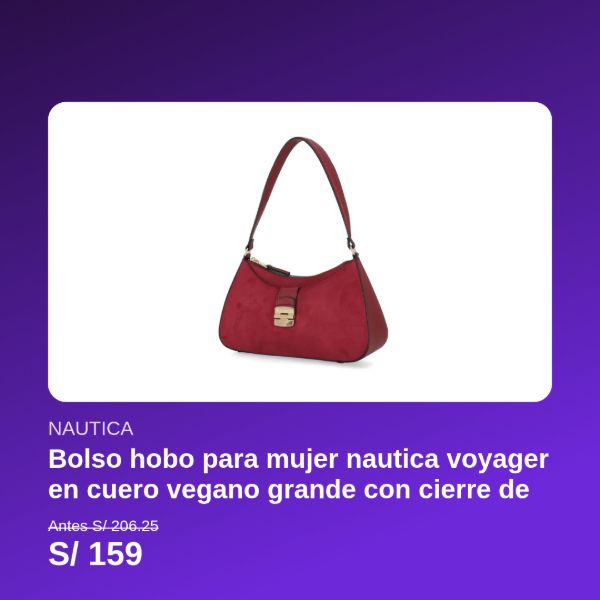 NAUTICA
Bolso hobo para mujer nautica voyager
en cuero vegano grande con cierre de
Antes S/ 206.25
S/ 159